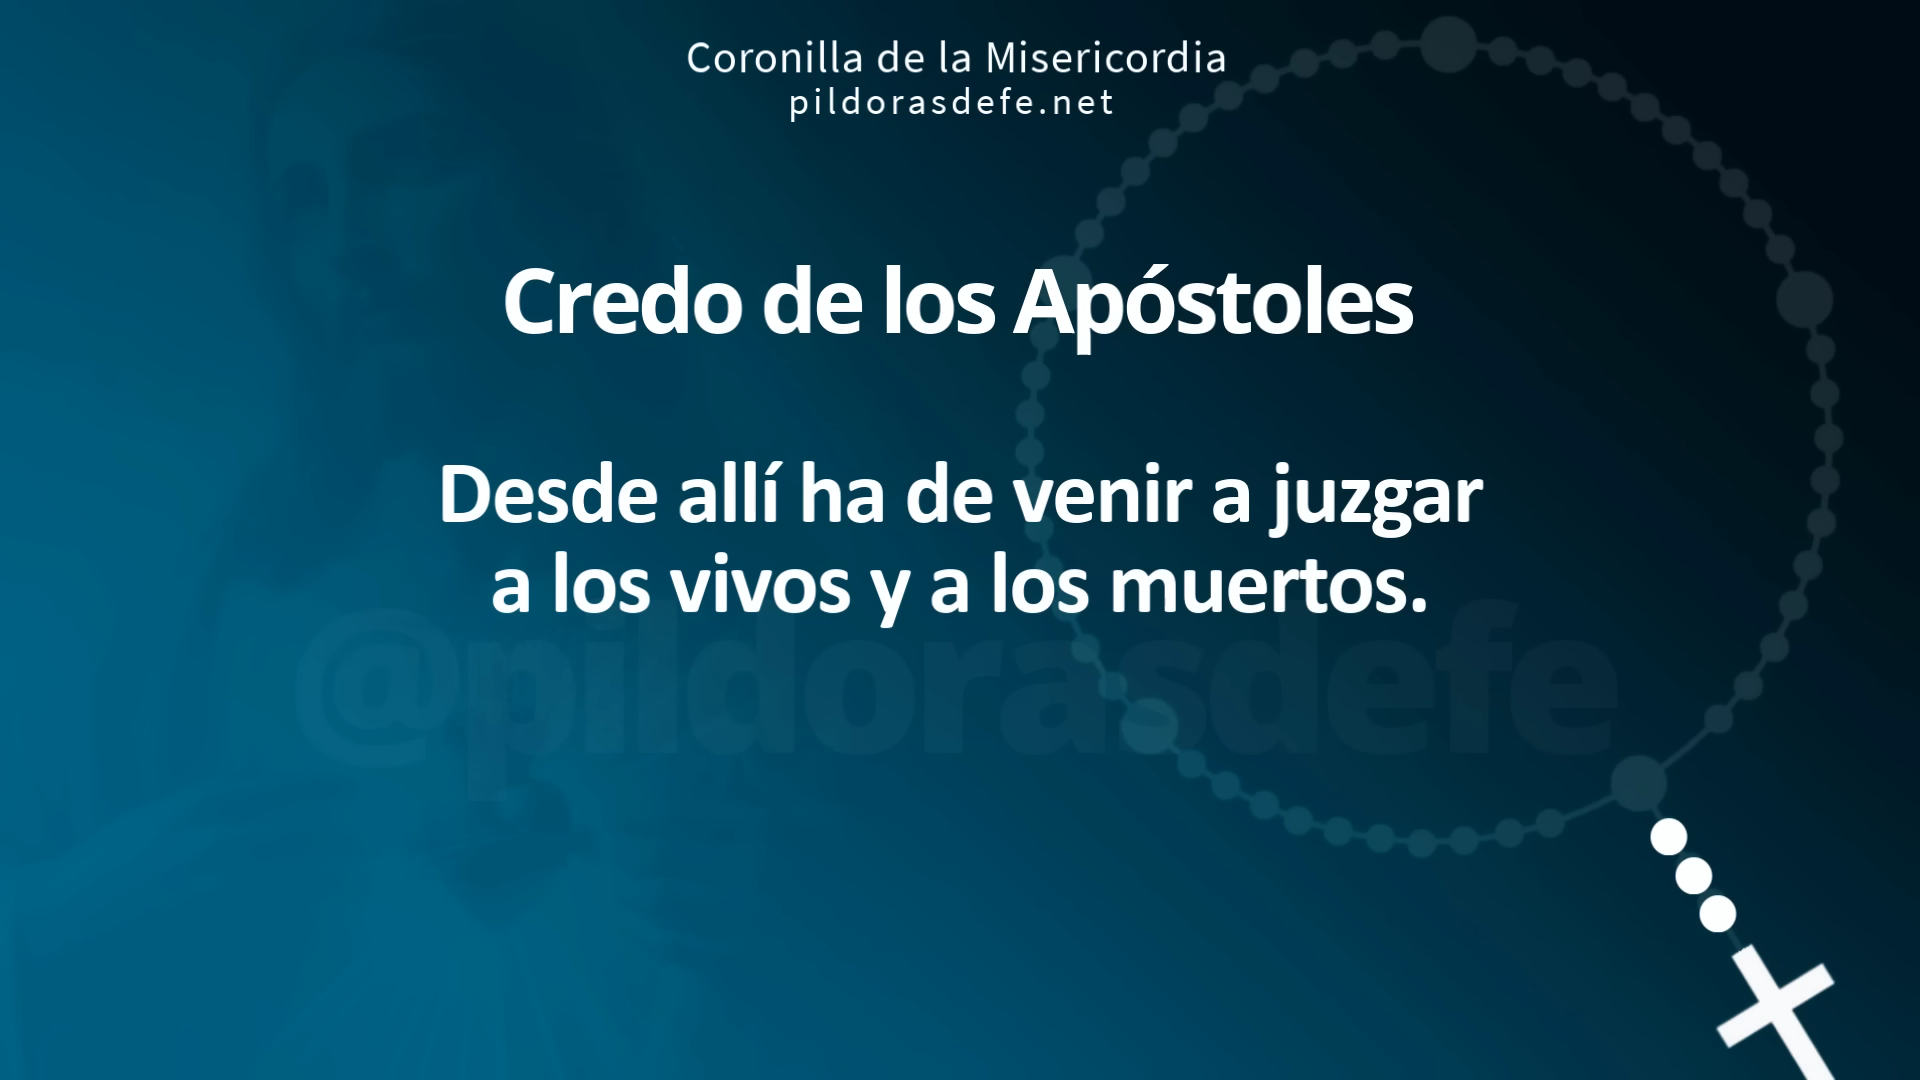 Coronilla de la Misericordia
pildorasdefe.net
Credo de los Apóstoles
Desde allí ha de venir a juzgar
a los vivos y a los muertos.
@pildorasdefe